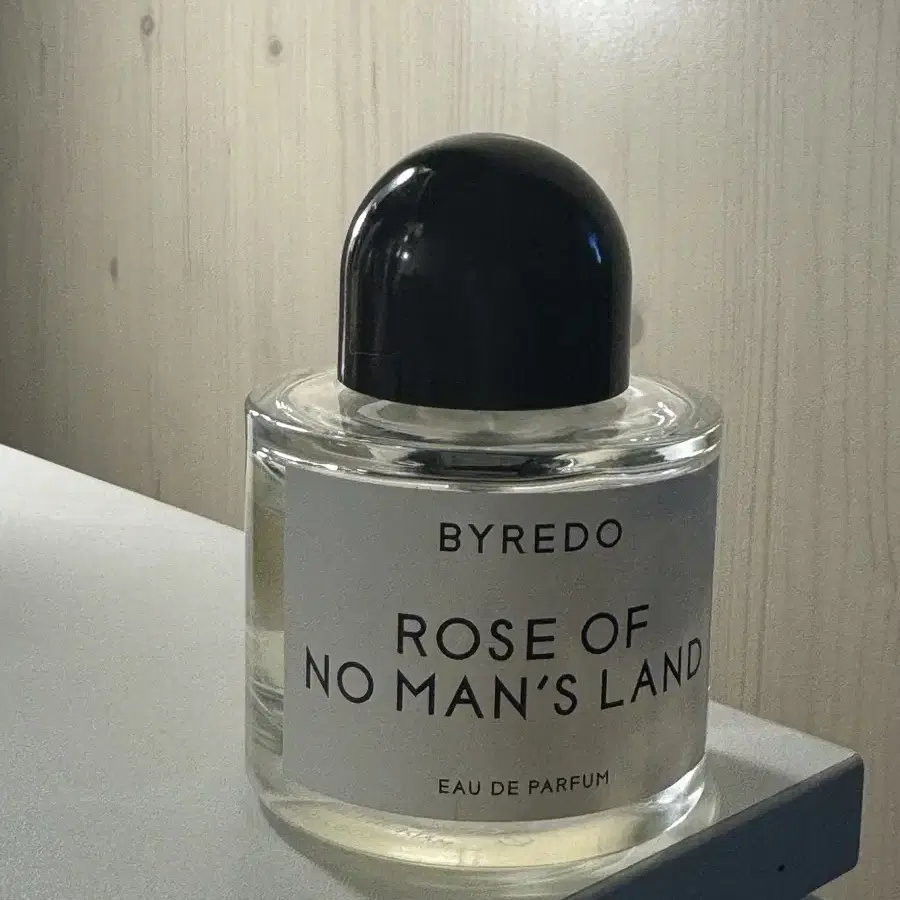 BYREDO
ROSE OF
NO MAN'S LAND
EAU DE PARFUM